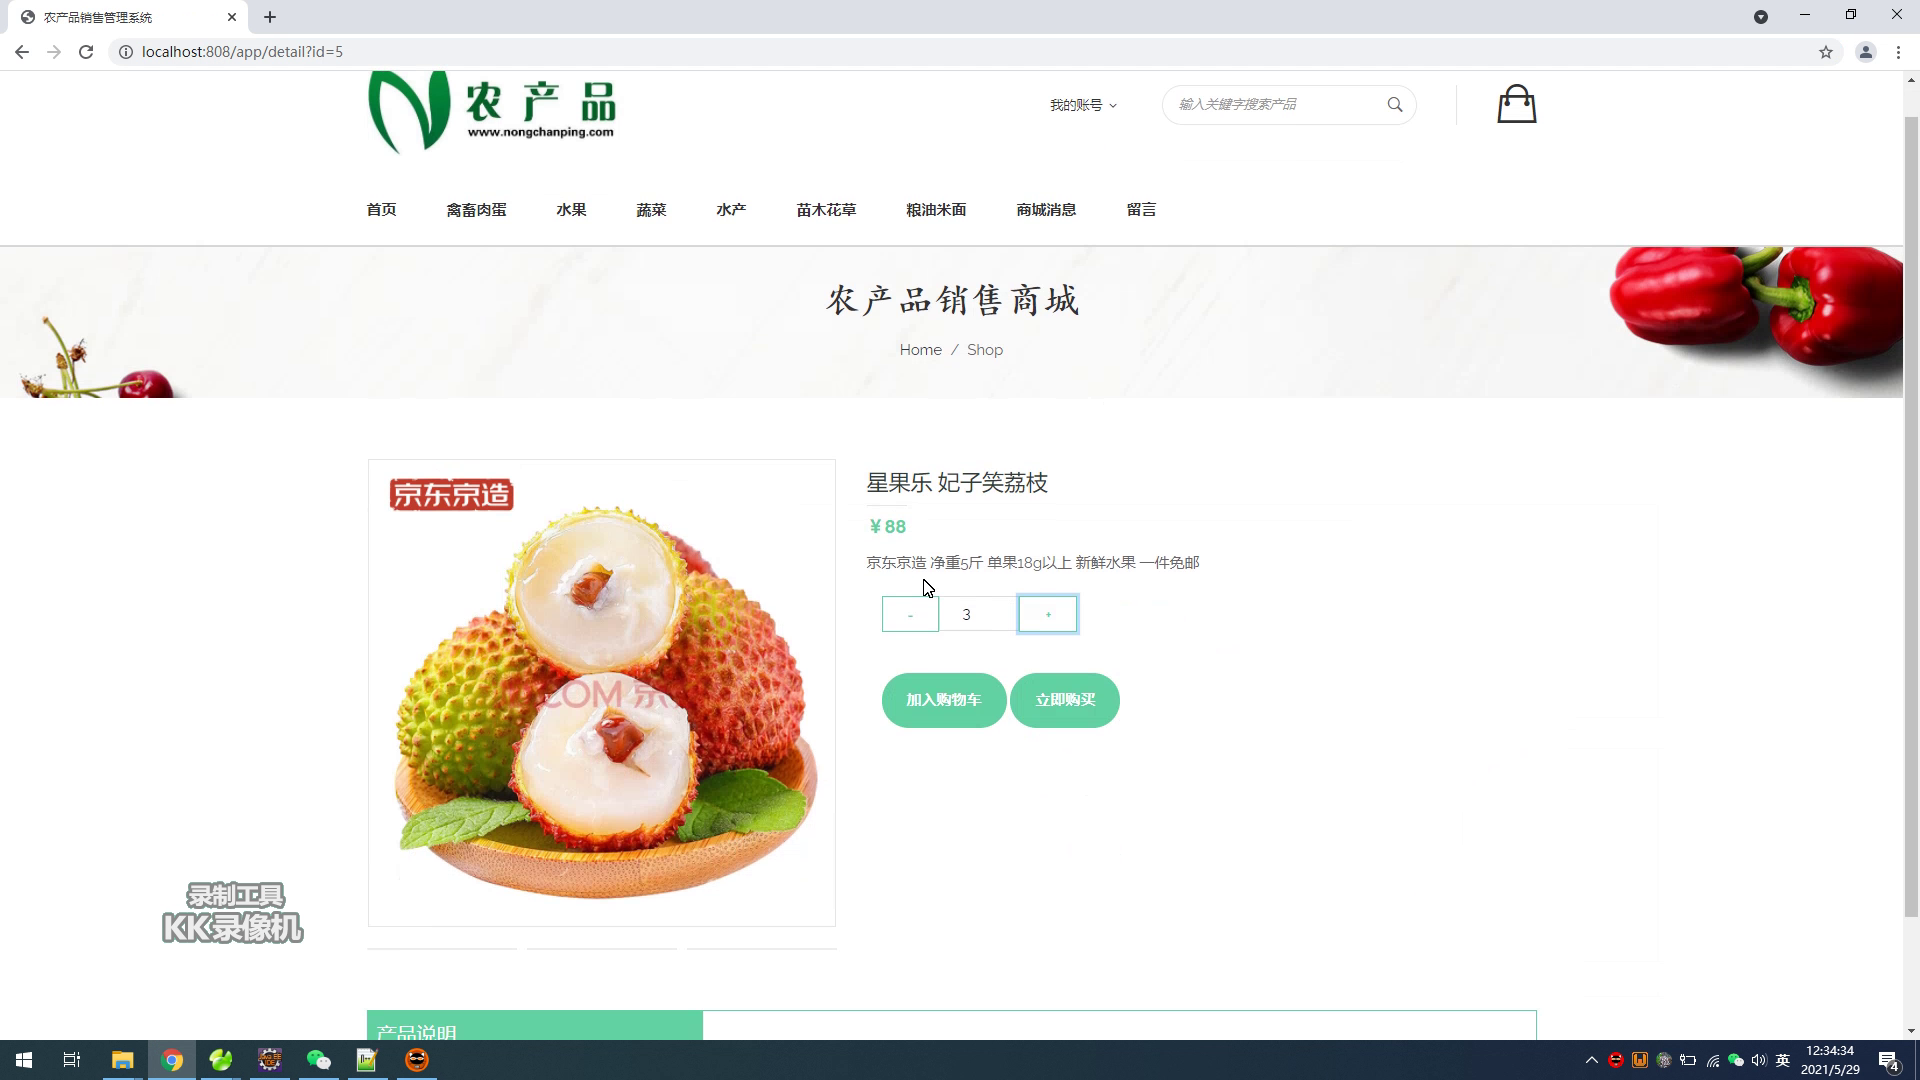 农产品销售管理系统
localhost:808/app/detail?id=5
农产品
www.nongchanping.com
我的账号
输入关键字搜索产品
首页 禽畜肉蛋 水果 蔬菜 水产 苗木花草 粮油米面 商城消息 留言
农产品销售商城
Home / Shop
京东京造
星果乐 妃子笑荔枝
¥88
京东京造 净重5斤 单果18g以上 新鲜水果 一件免邮
- 3 +
.COM 京
加入购物车 立即购买
录制工具
KK录像机
产品说明
英
12:34:34
2021/5/29
4